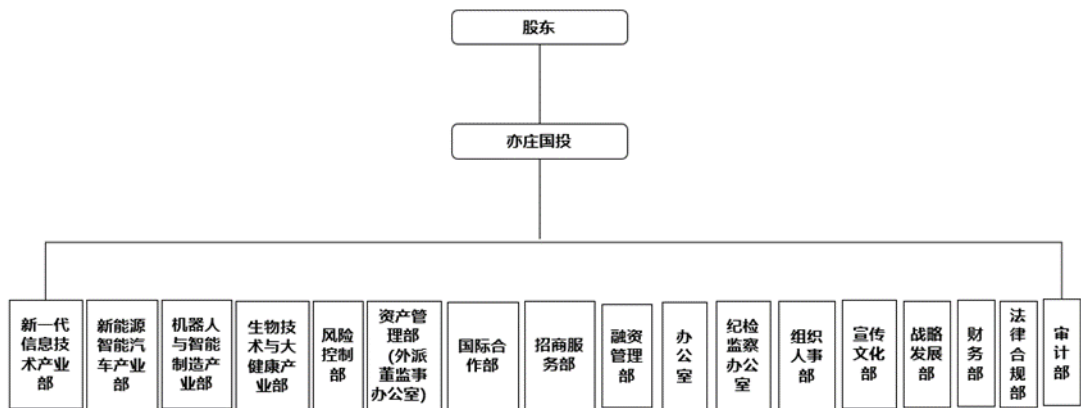 股东
亦庄国投
新一代
信息技
术产业
部
新能源
智能汽
车产业
部
机器人
与智能
制造产
业部
生物技
术与大
健康产
业部
风险
控制
部
资产管
理部
(外派
董监事
办公室)
国际合
作部
招商服
务部
融资
管理
部
办
公
室
纪检
监察
办公
室
组织
人事
部
宣传
文化
部
战略
发展
部
财
务
部
法
律
合
规
部
审
计
部